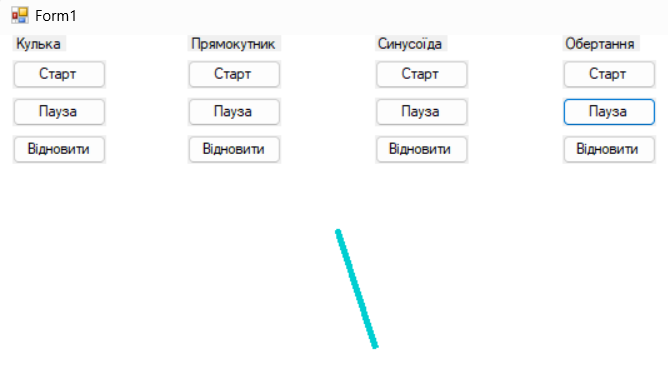 Form1
Кулька Прямокутник Синусоїда Обертання
Старт Старт Старт Старт
Пауза Пауза Пауза Пауза
Відновити Відновити Відновити Відновити